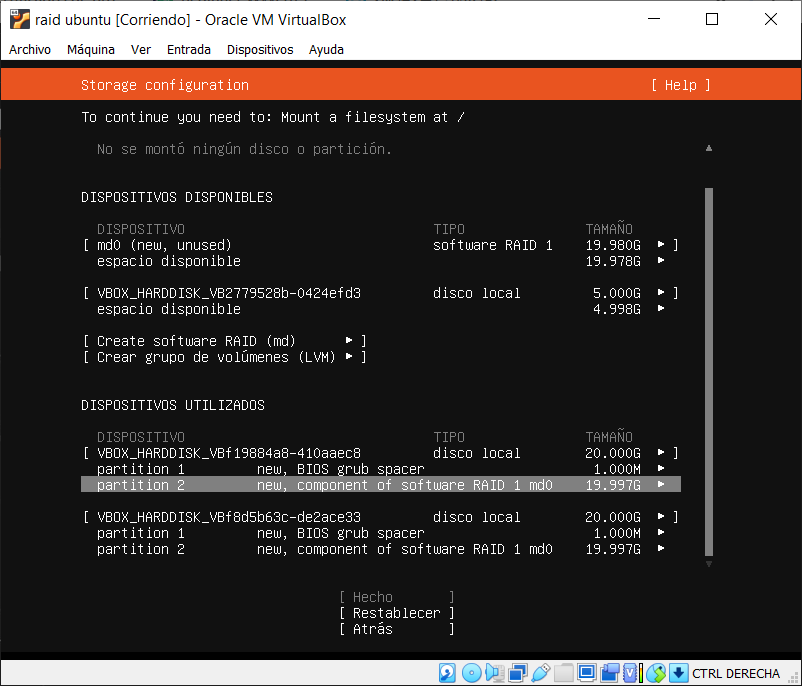 raid ubuntu [Corriendo] - Oracle VM VirtualBox
Archivo Máquina Ver Entrada Dispositivos Ayuda
Storage configuration [ Help ]
To continue you need to: Mount a filesystem at /
No se montó ningún disco o partición.
DISPOSITIVOS DISPONIBLES
DISPOSITIVO TIPO TAMAÑO
[ md0 (new, unused) software RAID 1 19.980G ▸ ]
espacio disponible 19.978G ▸
[ VBOX_HARDDISK_VB2779528b-0424efd3 disco local 5.000G ▸ ]
espacio disponible 4.998G ▸
[ Create software RAID (md) ▸ ]
[ Crear grupo de volúmenes (LVM) ▸ ]
DISPOSITIVOS UTILIZADOS
DISPOSITIVO TIPO TAMAÑO
[ VBOX_HARDDISK_VBf19884a8-410aaec8 disco local 20.000G ▸ ]
partition 1 new, BIOS grub spacer 1.000M ▸
partition 2 new, component of software RAID 1 md0 19.997G ▸
[ VBOX_HARDDISK_VBf8d5b63c-de2ace33 disco local 20.000G ▸ ]
partition 1 new, BIOS grub spacer 1.000M ▸
partition 2 new, component of software RAID 1 md0 19.997G ▸
[ Hecho ]
[ Restablecer ]
[ Atrás ]
CTRL DERECHA